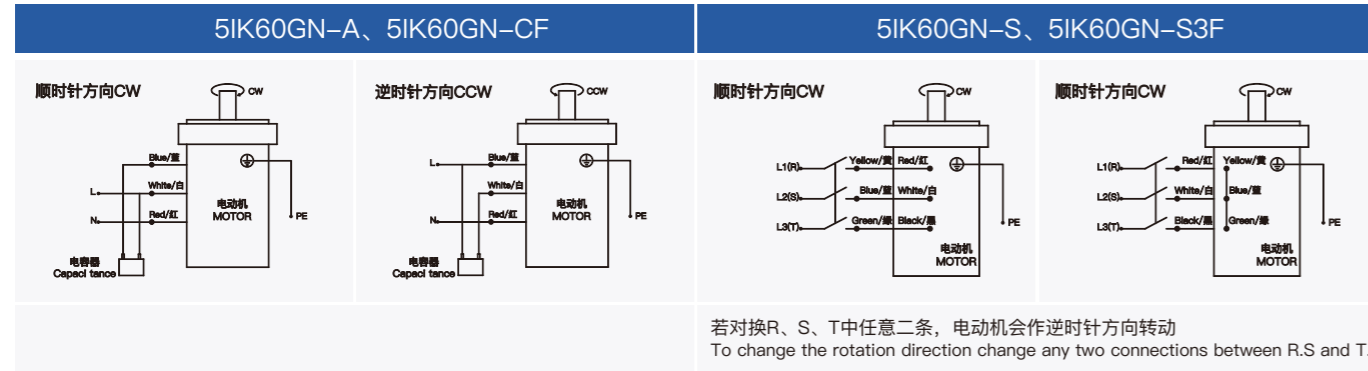 5IK60GN–A、5IK60GN–CF
5IK60GN–S、5IK60GN–S3F
顺时针方向CW
CW
Blue/蓝
White/白
L
电动机
MOTOR
Red/红
N
PE
电容器
Capaci tance
逆时针方向CCW
CCW
L
Blue/蓝
White/白
电动机
MOTOR
N
Red/红
PE
电容器
Capaci tance
顺时针方向CW
CW
L1(R) Yellow/黄 Red/红
L2(S) Blue/蓝 White/白
L3(T) Green/绿 Black/黑
PE
电动机
MOTOR
顺时针方向CW
CW
L1(R) Red/红 Yellow/黄
L2(S) White/白 Blue/蓝
L3(T) Black/黑 Green/绿
PE
电动机
MOTOR
若对换R、S、T中任意二条，电动机会作逆时针方向转动
To change the rotation direction change any two connections between R.S and T.